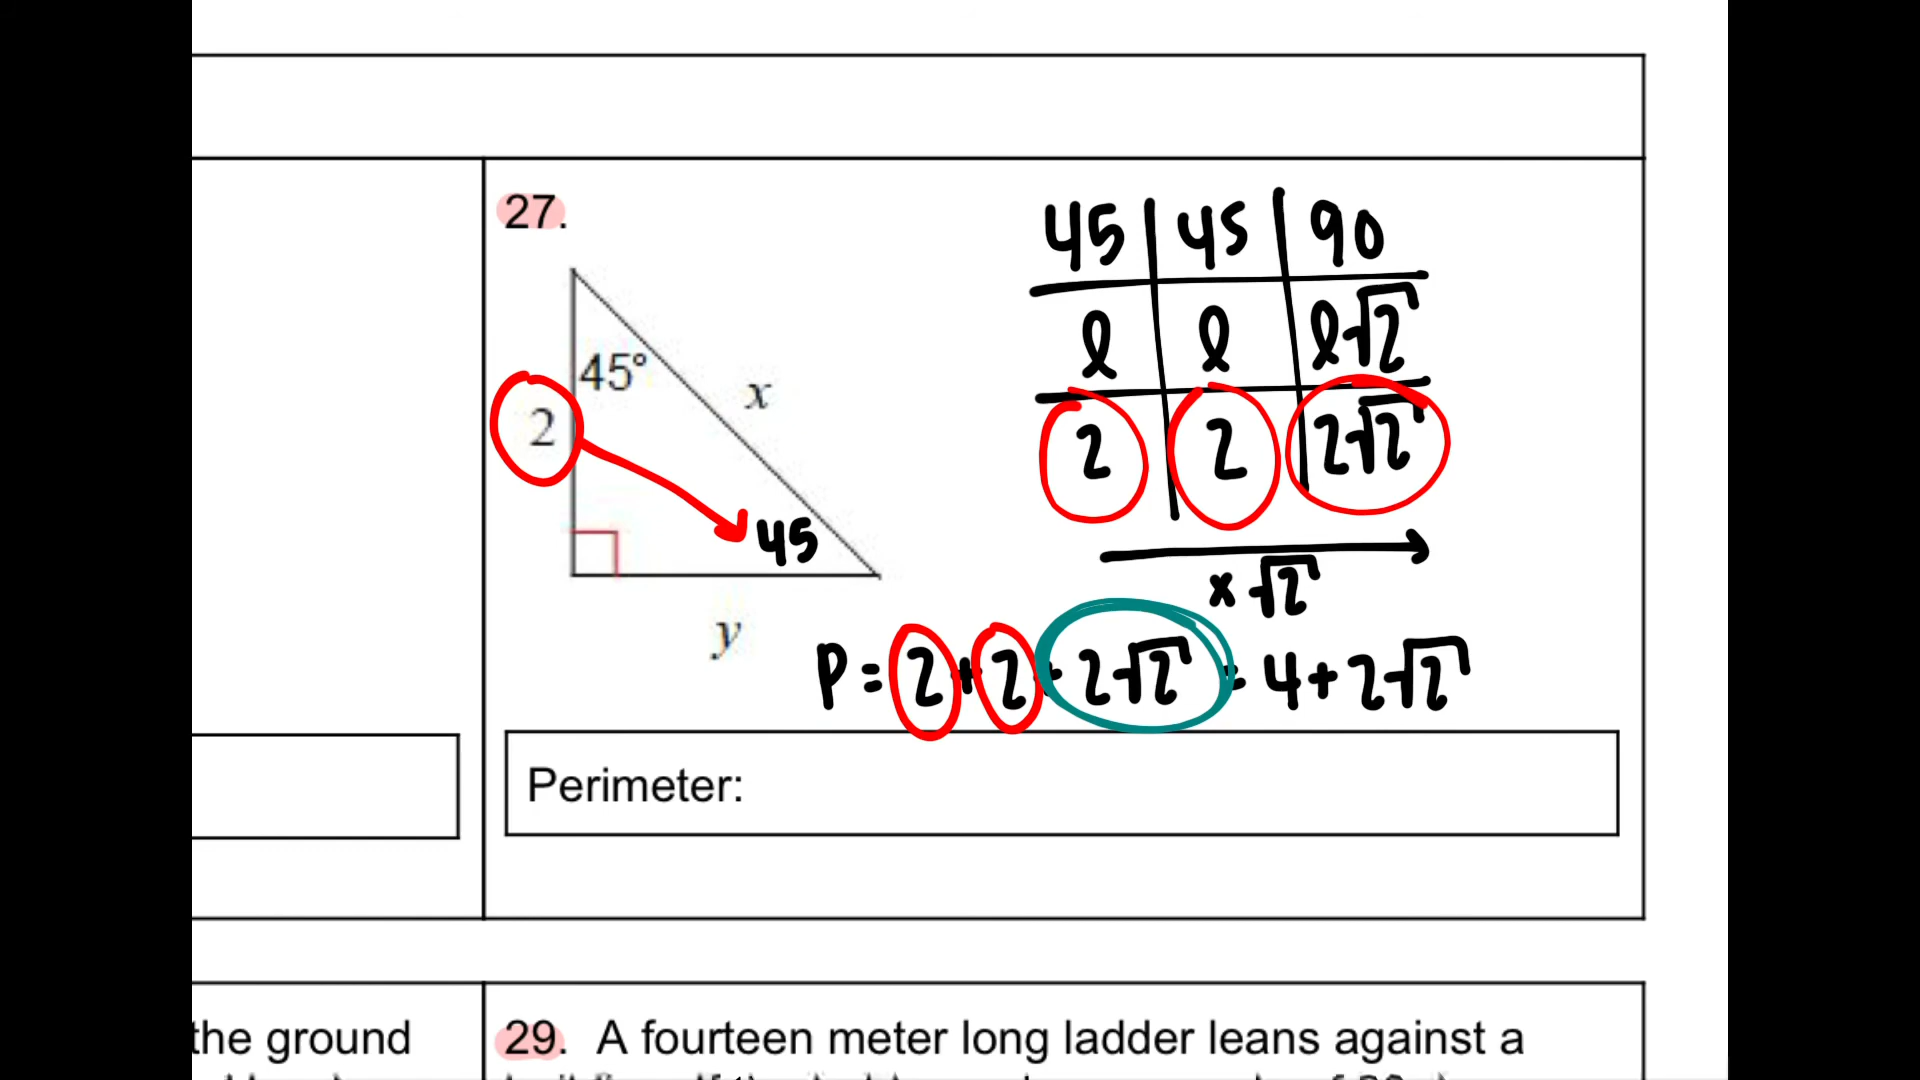 27.
45 | 45 | 90
l | l | l√2
2 | 2 | 2√2
45°
x
2
45
x√2
y
P = 2 + 2 + 2√2 = 4 + 2√2
Perimeter:
the ground
29. A fourteen meter long ladder leans against a